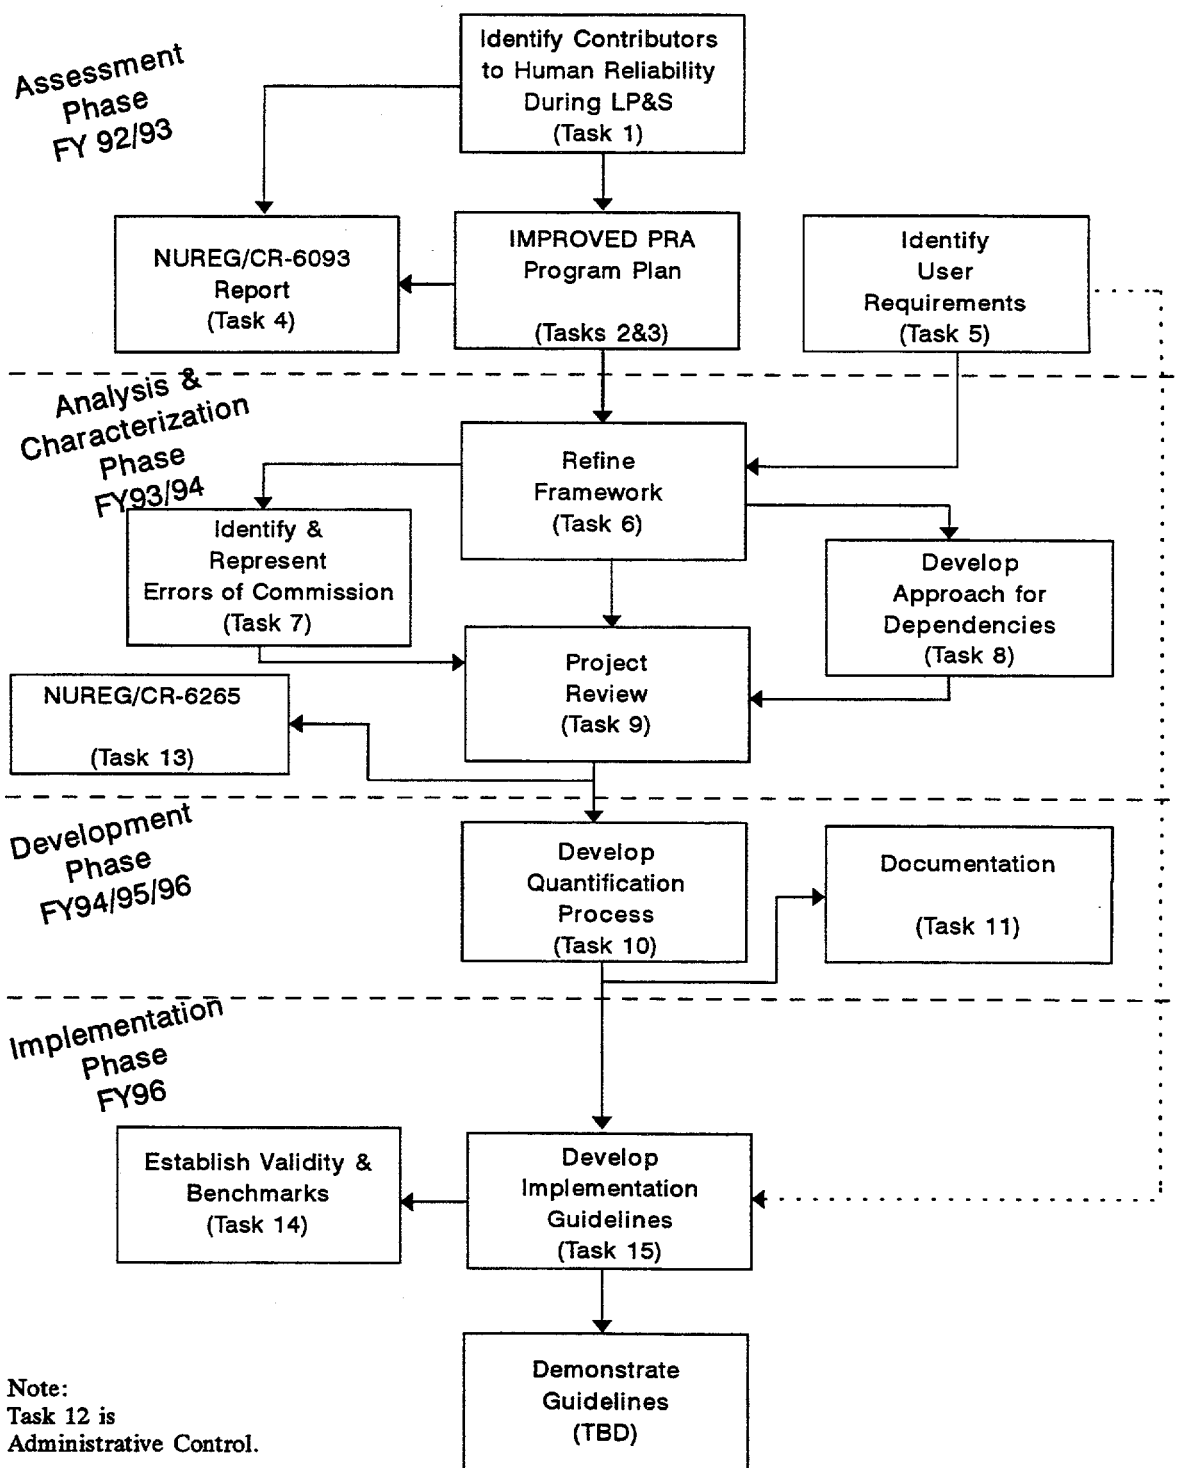 Assessment
Phase
FY 92/93
Identify Contributors
to Human Reliability
During LP&S
(Task 1)
NUREG/CR-6093
Report
(Task 4)
IMPROVED PRA
Program Plan
(Tasks 2&3)
Identify
User
Requirements
(Task 5)
Analysis &
Characterization
Phase
FY93/94
Refine
Framework
(Task 6)
Identify &
Represent
Errors of Commission
(Task 7)
Develop
Approach for
Dependencies
(Task 8)
Project
Review
(Task 9)
NUREG/CR-6265
(Task 13)
Development
Phase
FY94/95/96
Develop
Quantification
Process
(Task 10)
Documentation
(Task 11)
Implementation
Phase
FY96
Establish Validity &
Benchmarks
(Task 14)
Develop
Implementation
Guidelines
(Task 15)
Demonstrate
Guidelines
(TBD)
Note:
Task 12 is
Administrative Control.